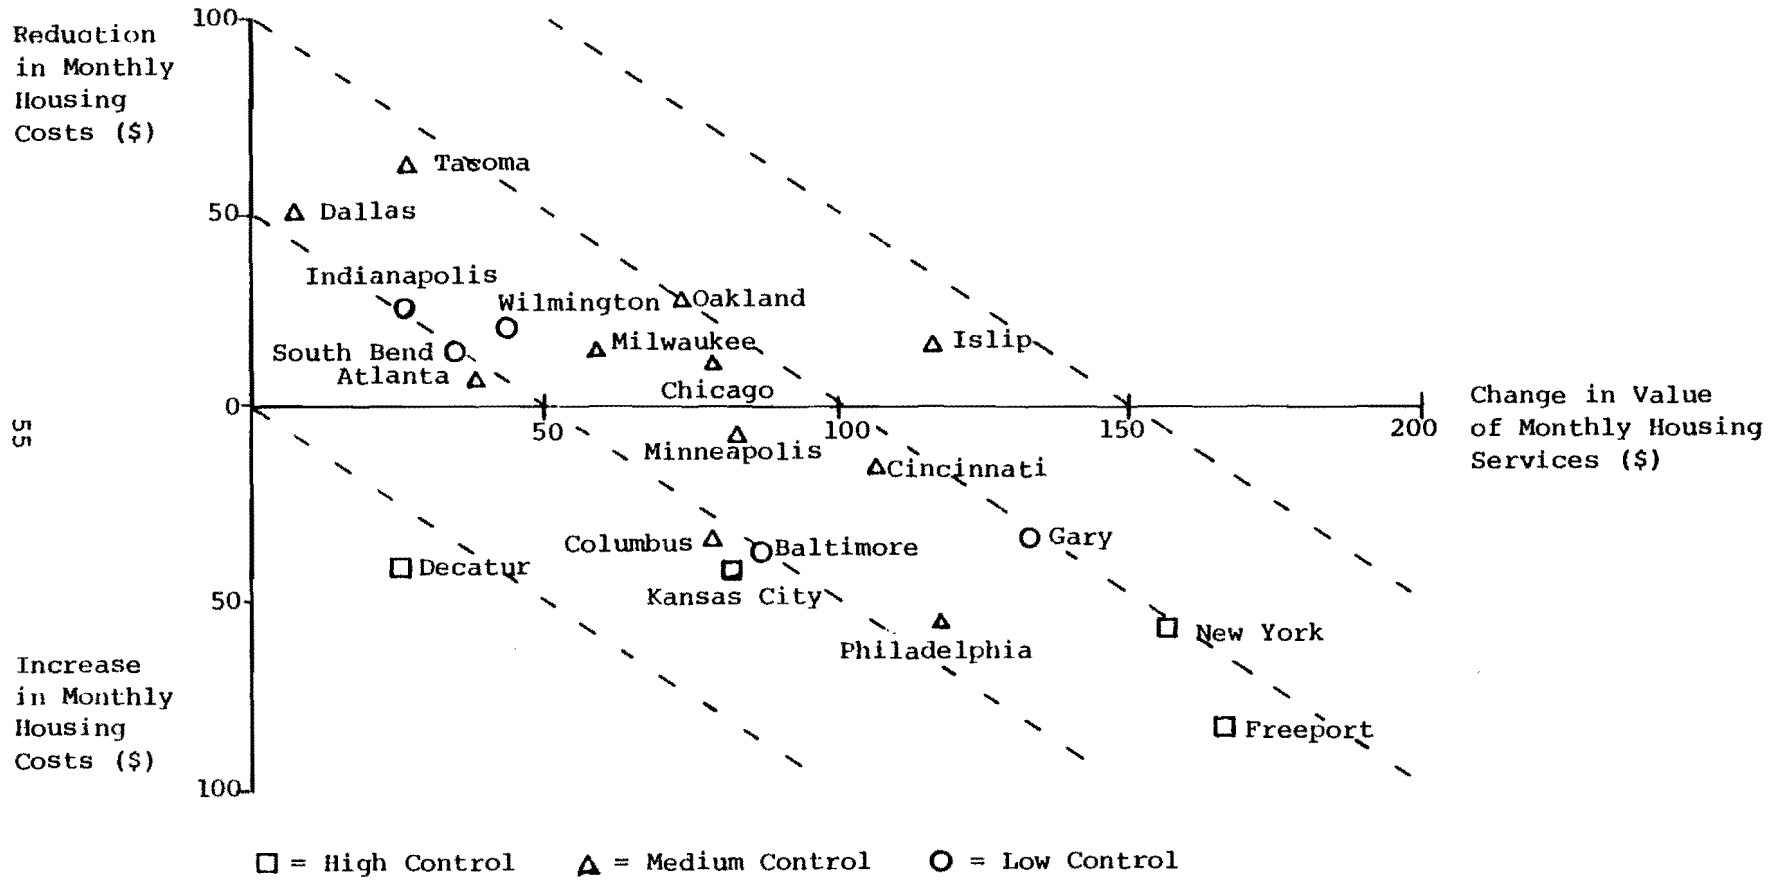 100
Reduction
in Monthly
Housing
Costs ($)
Tacoma
50
Dallas
Indianapolis
Wilmington
Oakland
South Bend
Milwaukee
Islip
Atlanta
Chicago
0
50
100
150
200
Change in Value
of Monthly Housing
Services ($)
55
Minneapolis
Cincinnati
Columbus
Baltimore
Gary
Decatur
Kansas City
50
Philadelphia
New York
Increase
in Monthly
Housing
Costs ($)
Freeport
100
= High Control
= Medium Control
= Low Control